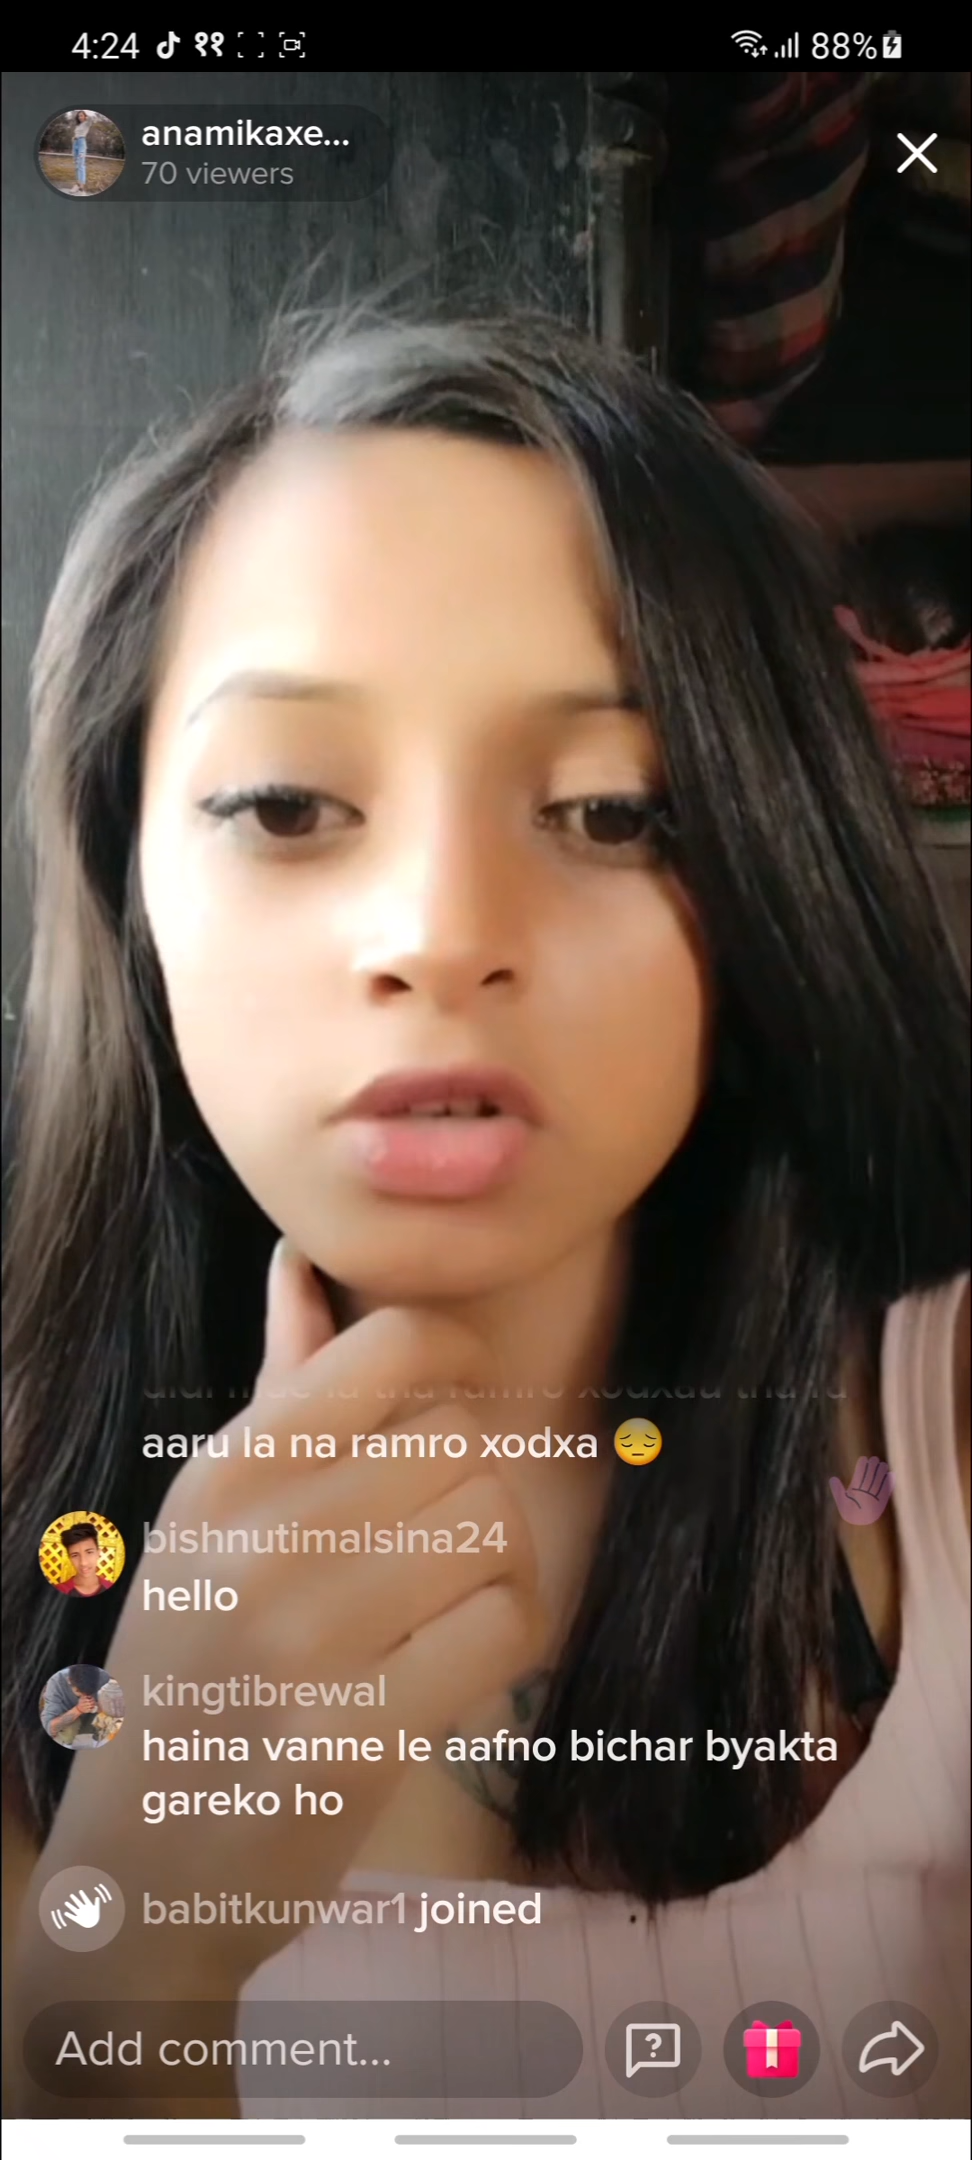 4:24 ११ 88%
anamikaxe...
70 viewers
aaru la na ramro xodxa 😔
bishnutimalsina24
hello
kingtibrewal
haina vanne le aafno bichar byakta
gareko ho
babitkunwar1 joined
Add comment...